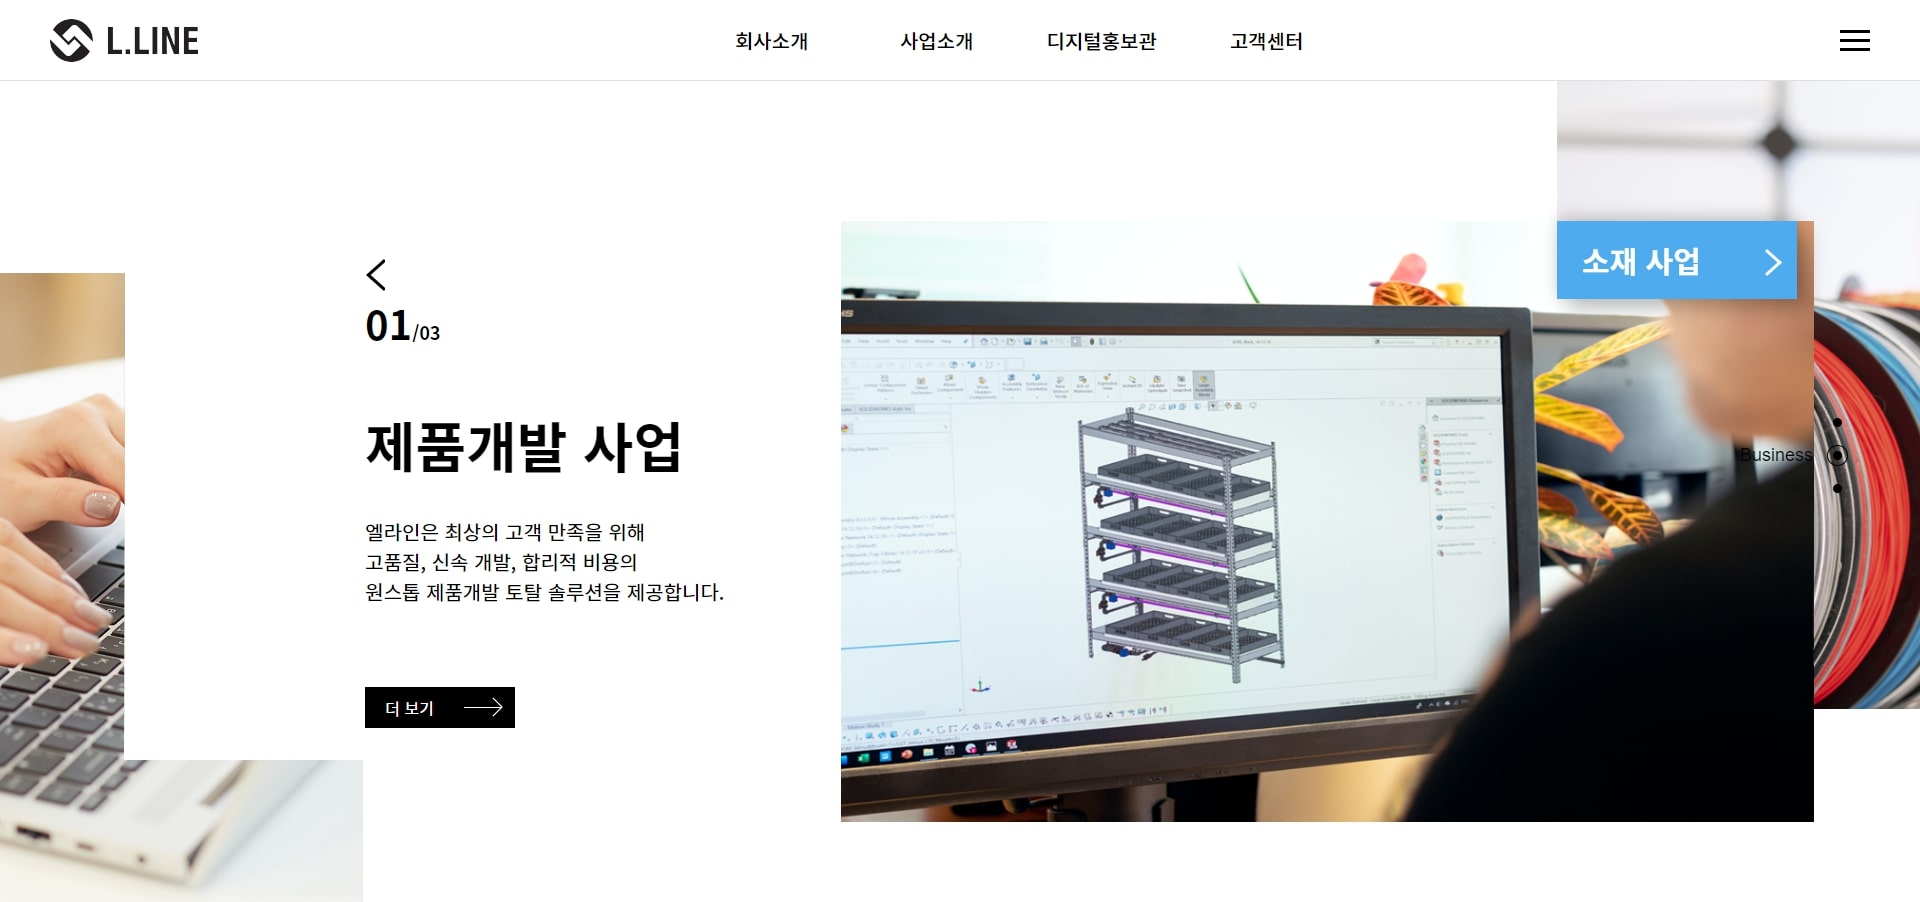 L.LINE
회사소개
사업소개
디지털홍보관
고객센터
소재 사업
01/03
제품개발 사업
Business
엘라인은 최상의 고객 만족을 위해
고품질, 신속 개발, 합리적 비용의
원스톱 제품개발 토탈 솔루션을 제공합니다.
더 보기